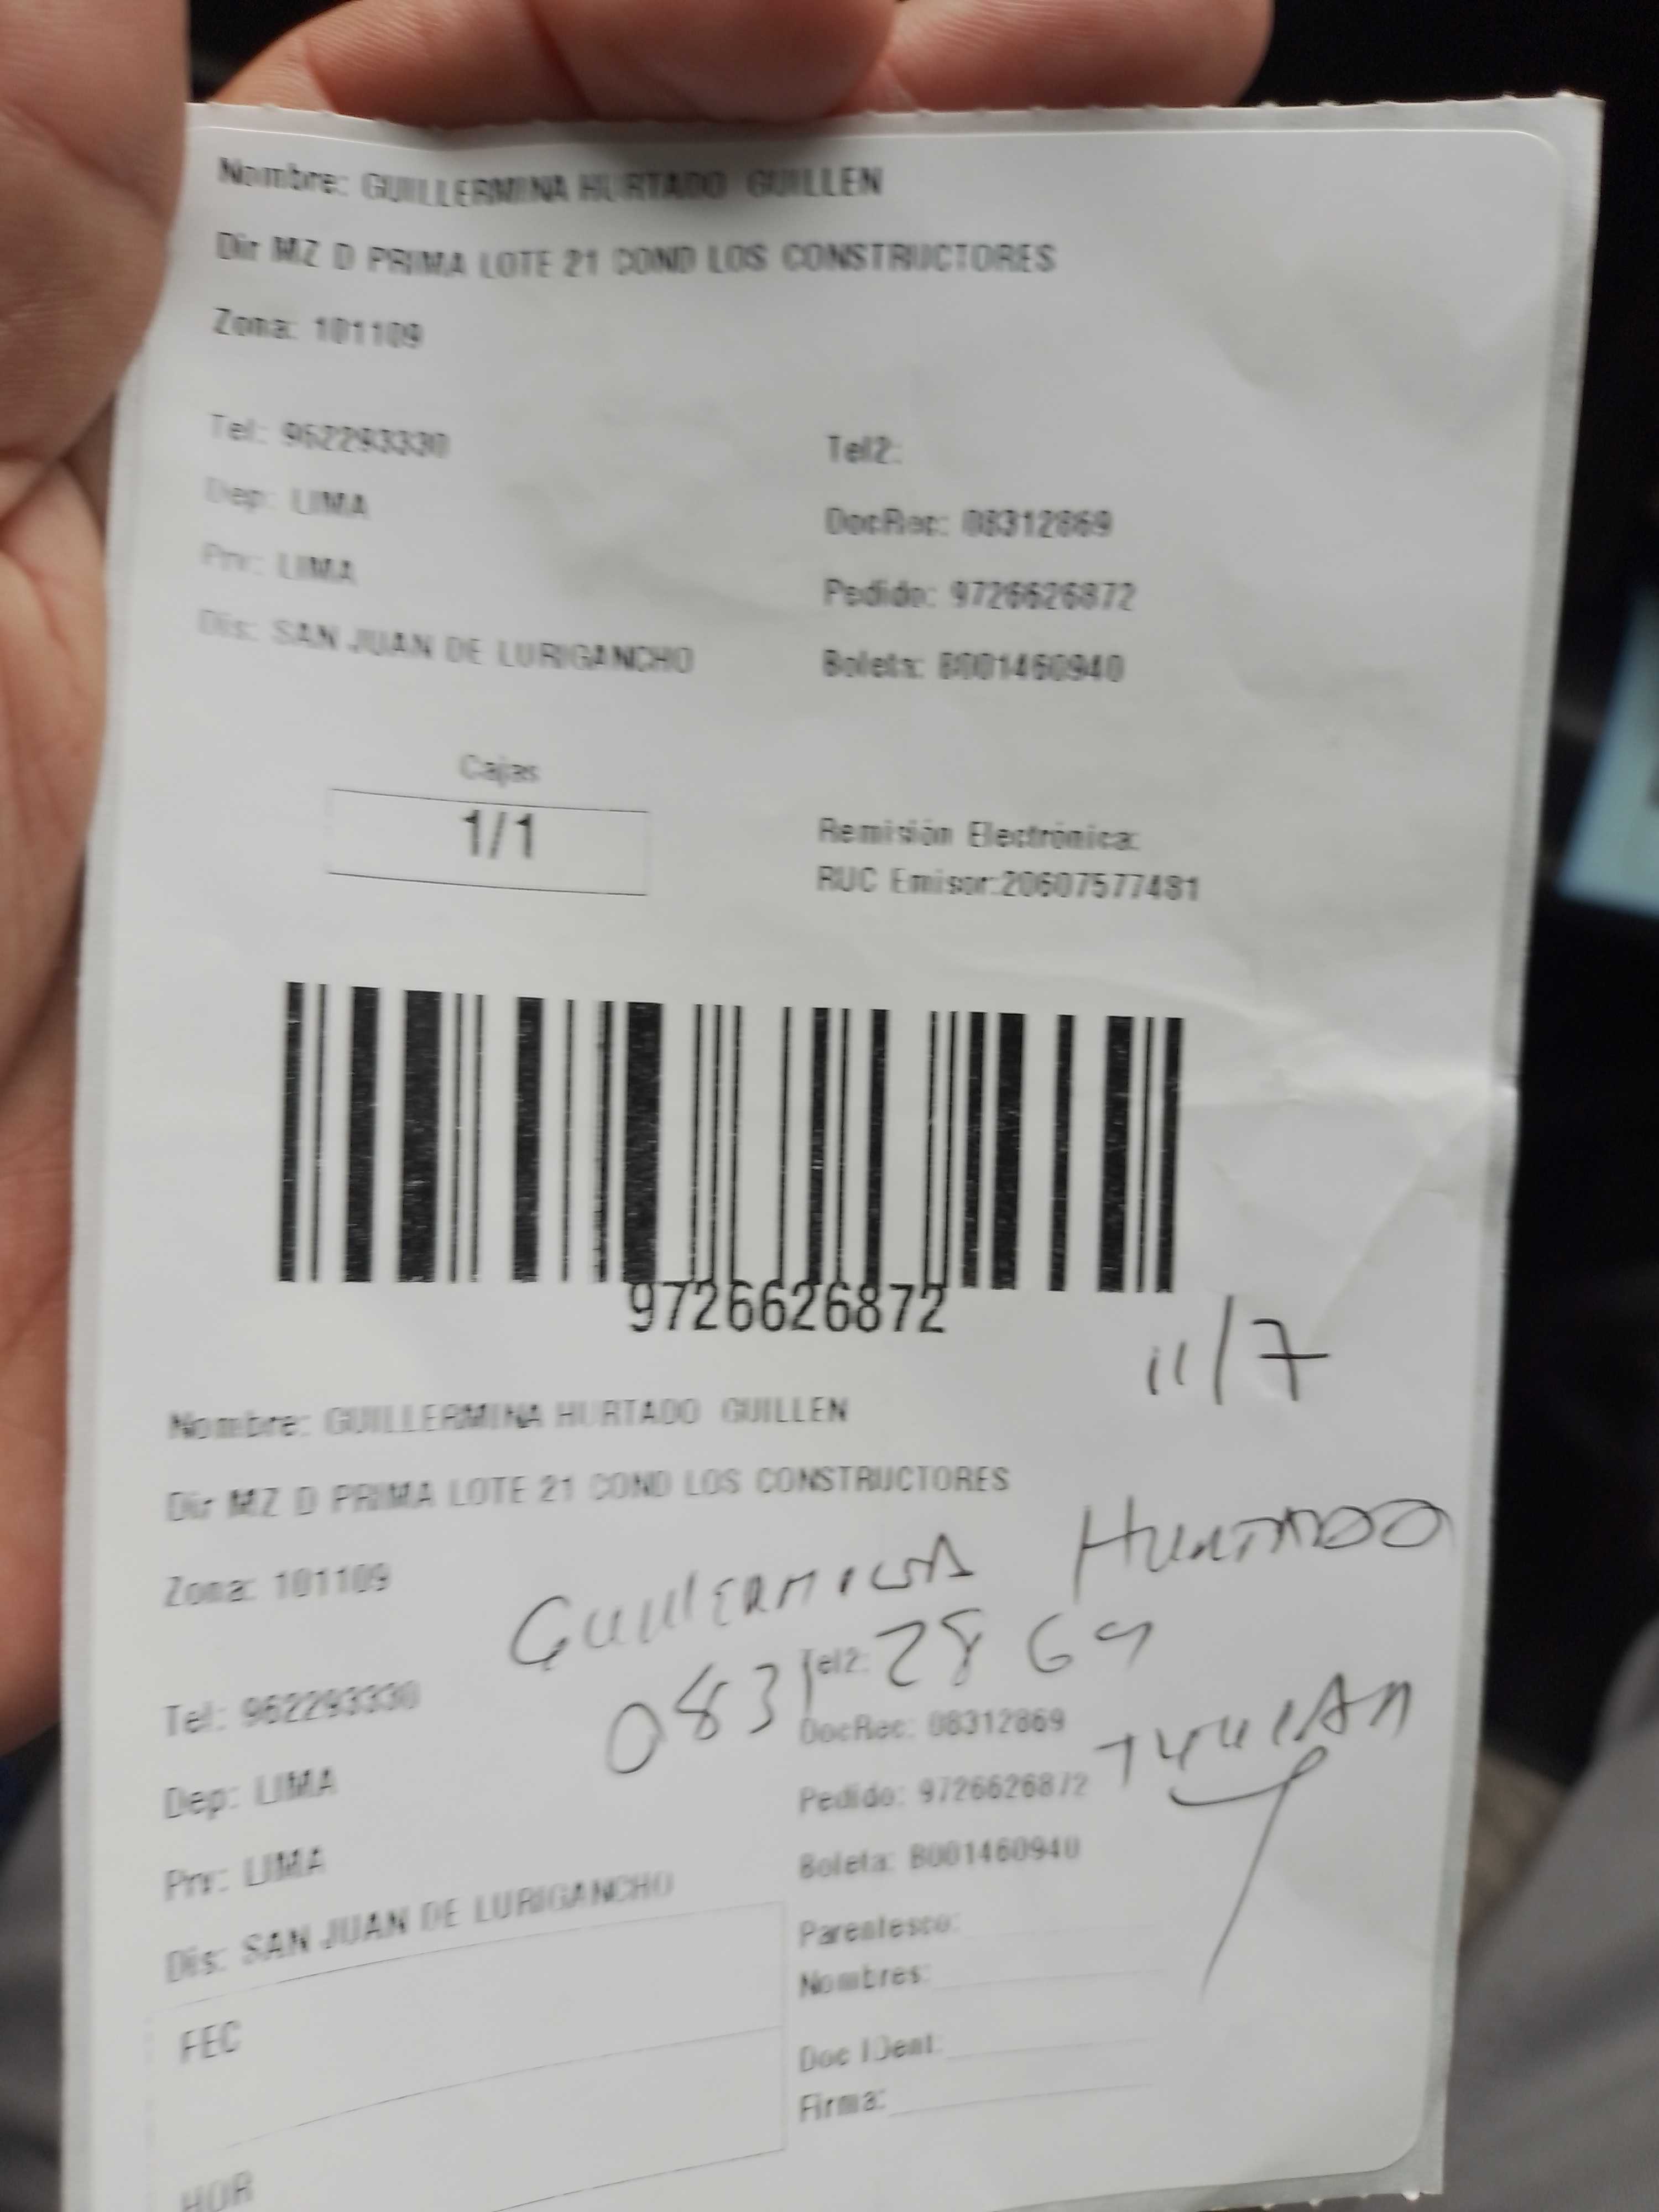 Nombre: GUILLERMINA HURTADO GUILLEN
Dir MZ D PRIMA LOTE 21 COND LOS CONSTRUCTORES
Zona: 101109
Tel: 962293330 Tel2:
Dep: LIMA DocRec: 08312869
Prv: LIMA Pedido: 9726626872
Dis: SAN JUAN DE LURIGANCHO Boleta: B001460940
Cajas
1/1
Remisión Electrónica:
RUC Emisor:20607577481
9726626872
11/7
Nombre: GUILLERMINA HURTADO GUILLEN
Dir MZ D PRIMA LOTE 21 COND LOS CONSTRUCTORES
Zona: 101109
Guillermina Hurtado
08312869
Tel: 962293330 Tel2:
DocRec: 08312869
Titular
Dep: LIMA Pedido: 9726626872
Prv: LIMA Boleta: B001460940
Dis: SAN JUAN DE LURIGANCHO
Parentesco:
Nombres:
FEC
Doc IDent:
Firma:
HOR